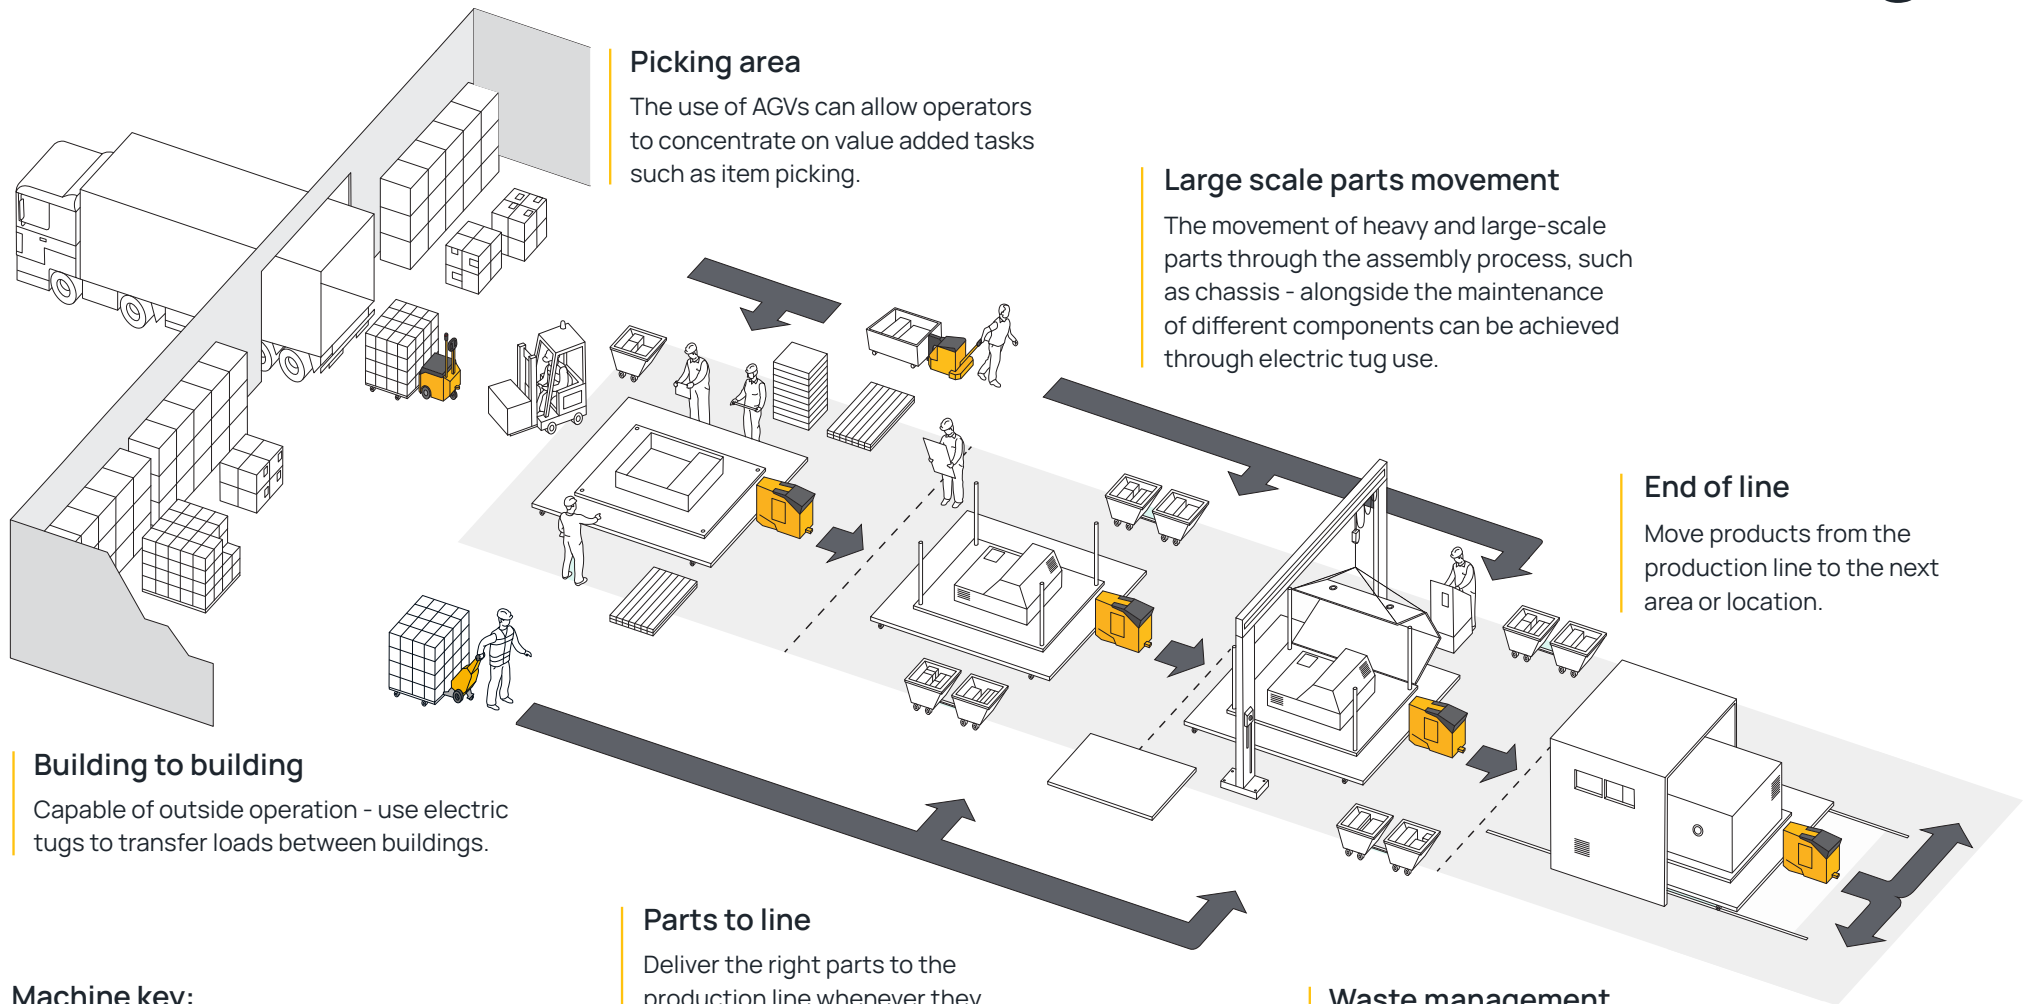 Picking area
The use of AGVs can allow operators
to concentrate on value added tasks
such as item picking.
Large scale parts movement
The movement of heavy and large-scale
parts through the assembly process, such
as chassis - alongside the maintenance
of different components can be achieved
through electric tug use.
End of line
Move products from the
production line to the next
area or location.
Building to building
Capable of outside operation - use electric
tugs to transfer loads between buildings.
Parts to line
Deliver the right parts to the
production line whenever they
Machine key:
Waste management